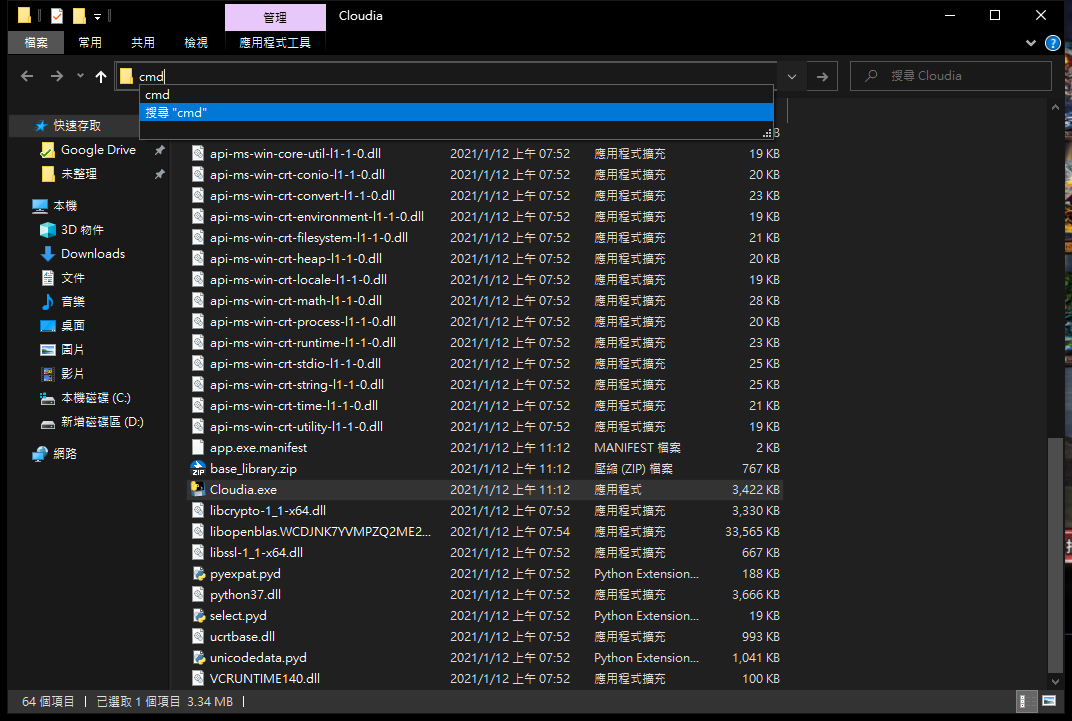 管理
Cloudia
檔案 常用 共用 檢視 應用程式工具
cmd
搜尋 Cloudia
cmd
搜尋 "cmd"
快速存取
Google Drive
未整理
本機
3D 物件
Downloads
文件
音樂
桌面
圖片
影片
本機磁碟 (C:)
新增磁碟區 (D:)
網路
api-ms-win-core-util-l1-1-0.dll 2021/1/12 上午 07:52 應用程式擴充 19 KB
api-ms-win-crt-conio-l1-1-0.dll 2021/1/12 上午 07:52 應用程式擴充 20 KB
api-ms-win-crt-convert-l1-1-0.dll 2021/1/12 上午 07:52 應用程式擴充 23 KB
api-ms-win-crt-environment-l1-1-0.dll 2021/1/12 上午 07:52 應用程式擴充 19 KB
api-ms-win-crt-filesystem-l1-1-0.dll 2021/1/12 上午 07:52 應用程式擴充 21 KB
api-ms-win-crt-heap-l1-1-0.dll 2021/1/12 上午 07:52 應用程式擴充 20 KB
api-ms-win-crt-locale-l1-1-0.dll 2021/1/12 上午 07:52 應用程式擴充 19 KB
api-ms-win-crt-math-l1-1-0.dll 2021/1/12 上午 07:52 應用程式擴充 28 KB
api-ms-win-crt-process-l1-1-0.dll 2021/1/12 上午 07:52 應用程式擴充 20 KB
api-ms-win-crt-runtime-l1-1-0.dll 2021/1/12 上午 07:52 應用程式擴充 23 KB
api-ms-win-crt-stdio-l1-1-0.dll 2021/1/12 上午 07:52 應用程式擴充 25 KB
api-ms-win-crt-string-l1-1-0.dll 2021/1/12 上午 07:52 應用程式擴充 25 KB
api-ms-win-crt-time-l1-1-0.dll 2021/1/12 上午 07:52 應用程式擴充 21 KB
api-ms-win-crt-utility-l1-1-0.dll 2021/1/12 上午 07:52 應用程式擴充 19 KB
app.exe.manifest 2021/1/12 上午 11:12 MANIFEST 檔案 2 KB
base_library.zip 2021/1/12 上午 11:12 壓縮 (ZIP) 檔案 767 KB
Cloudia.exe 2021/1/12 上午 11:12 應用程式 3,422 KB
libcrypto-1_1-x64.dll 2021/1/12 上午 07:52 應用程式擴充 3,330 KB
libopenblas.WCDJNK7YVMPZQ2ME2... 2021/1/12 上午 07:54 應用程式擴充 33,565 KB
libssl-1_1-x64.dll 2021/1/12 上午 07:52 應用程式擴充 667 KB
pyexpat.pyd 2021/1/12 上午 07:52 Python Extension... 188 KB
python37.dll 2021/1/12 上午 07:52 應用程式擴充 3,666 KB
select.pyd 2021/1/12 上午 07:52 Python Extension... 19 KB
ucrtbase.dll 2021/1/12 上午 07:52 應用程式擴充 993 KB
unicodedata.pyd 2021/1/12 上午 07:52 Python Extension... 1,041 KB
VCRUNTIME140.dll 2021/1/12 上午 07:52 應用程式擴充 100 KB
64 個項目 已選取 1 個項目 3.34 MB